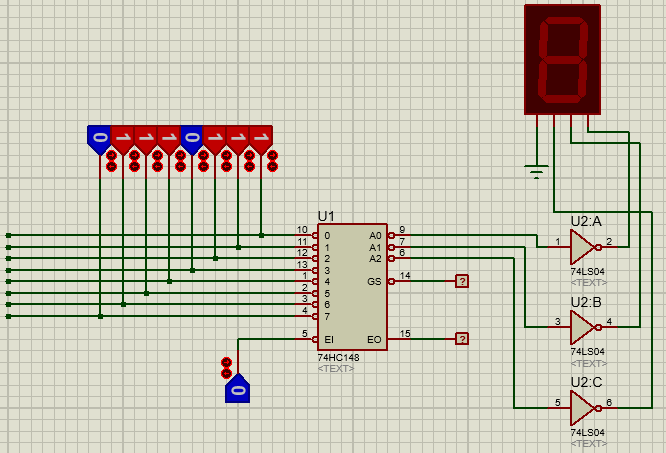 0 1 1 1 0 1 1 1
U1
10 0 A0 9
11 1 A1 7
12 2 A2 6
13 3
1 4 GS 14 ?
2 5
3 6
4 7
5 EI EO 15 ?
74HC148
<TEXT>
0
U2:A
1 2
74LS04
<TEXT>
U2:B
3 4
74LS04
<TEXT>
U2:C
5 6
74LS04
<TEXT>